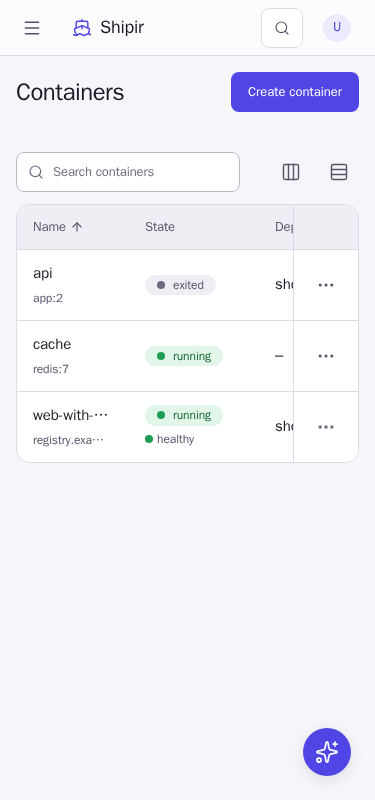 Shipir
U
Containers
Create container
Search containers
Name
State
api
app:2
exited
–
cache
redis:7
running
web-with-···
registry.exa···
running
healthy